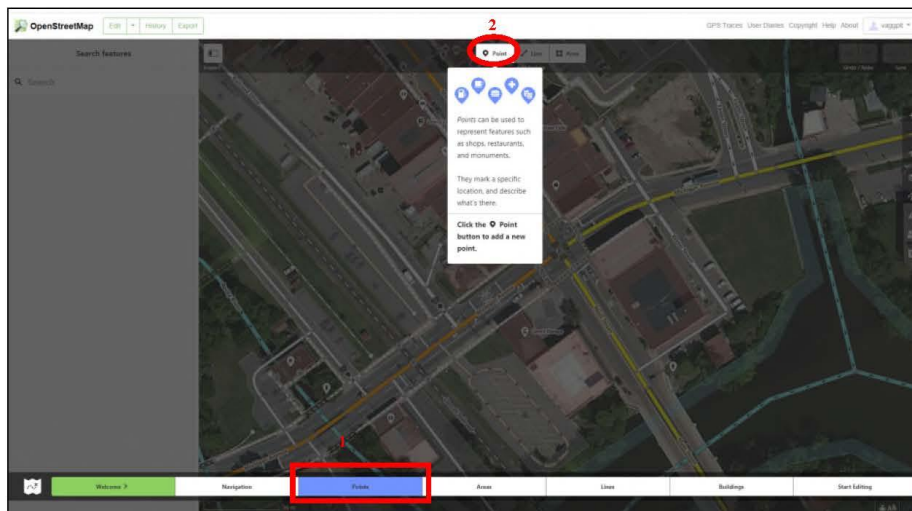 2
OpenStreetMap Edit History Export GPS Traces User Diaries Copyright Help About vaggpit
Search features Point Line Area
Search
Points can be used to
represent features such
as shops, restaurants,
and monuments.
They mark a specific
location, and describe
what's there.
Click the Point
button to add a new
point.
1
Welcome Navigation Points Areas Lines Buildings Start Editing